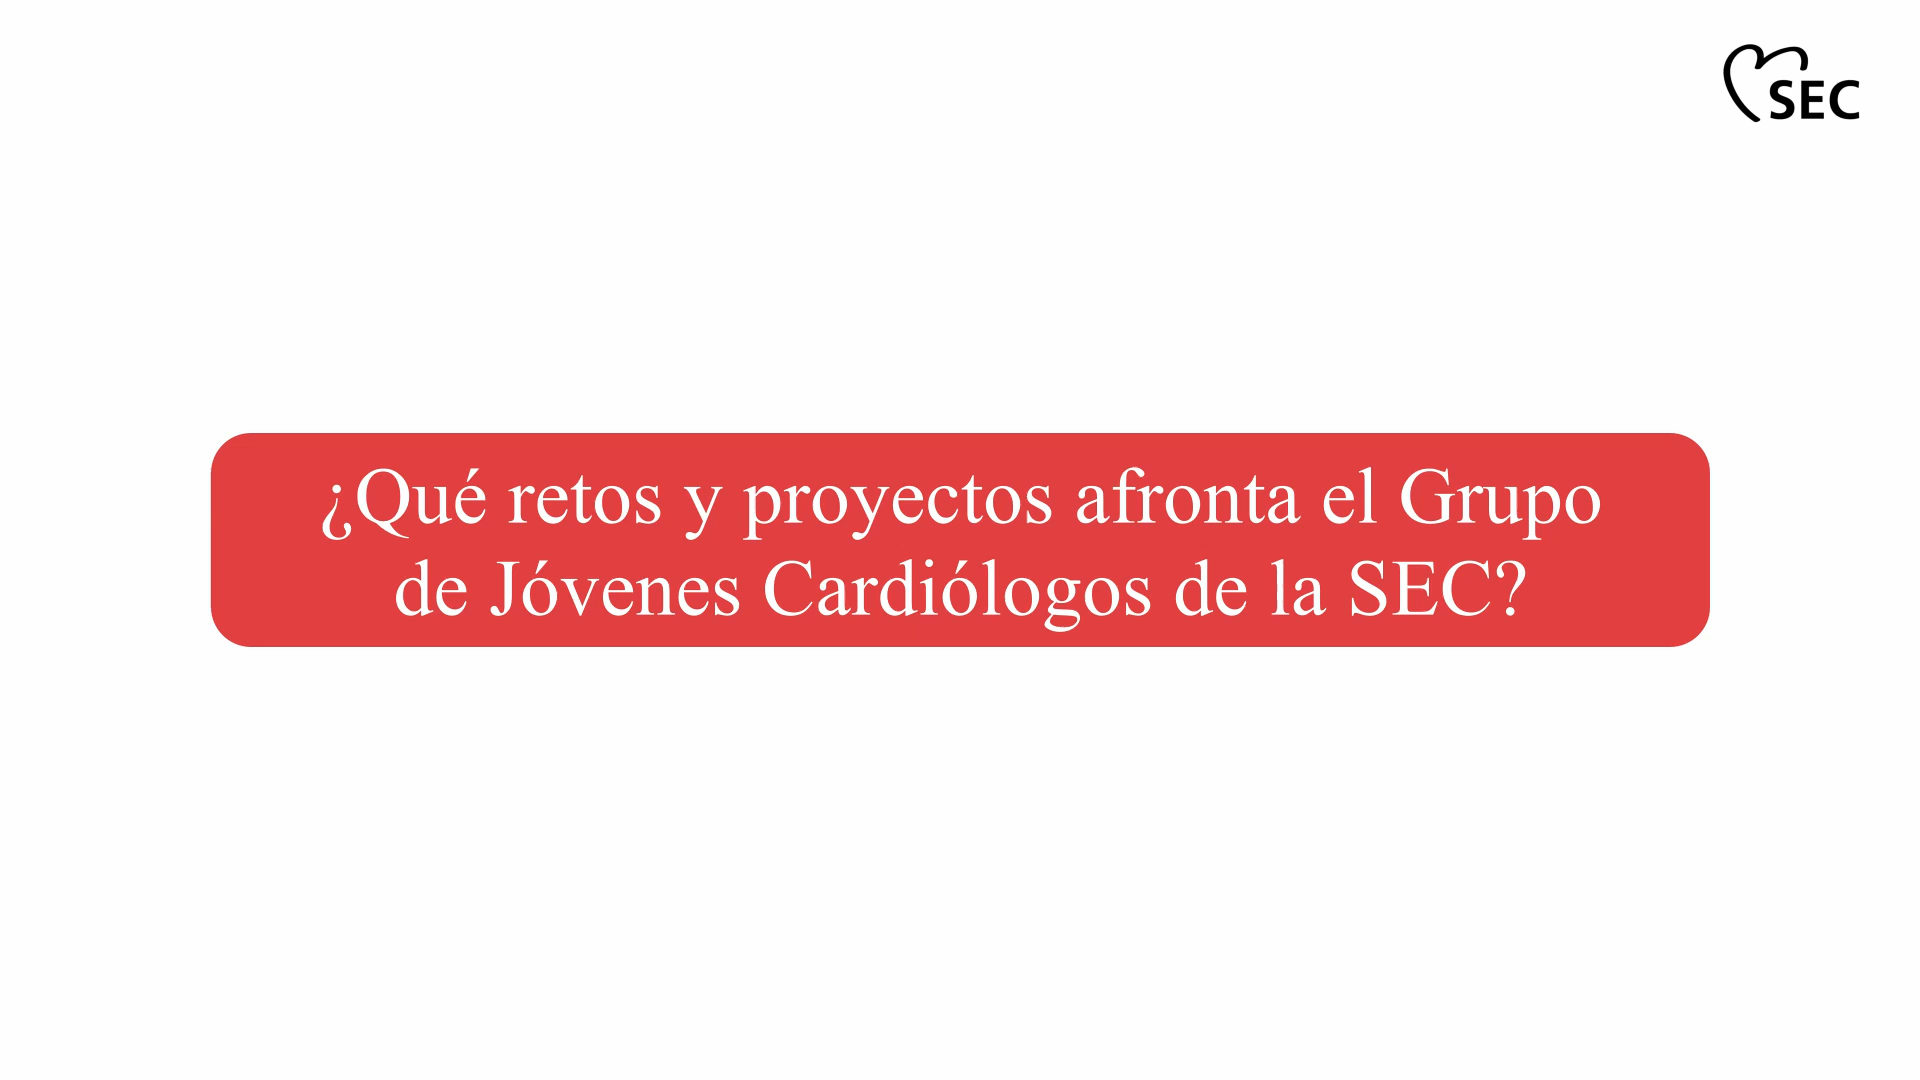 SEC
¿Qué retos y proyectos afronta el Grupo
de Jóvenes Cardiólogos de la SEC?